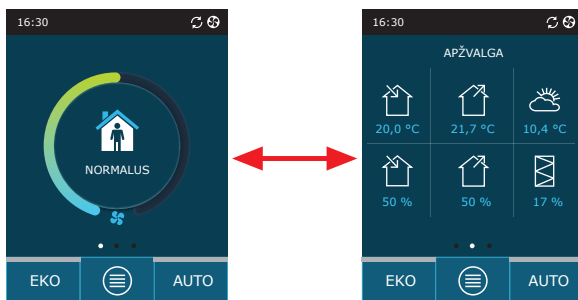 16:30
NORMALUS
EKO
AUTO
16:30
APŽVALGA
20,0 °C
21,7 °C
10,4 °C
50 %
50 %
17 %
EKO
AUTO